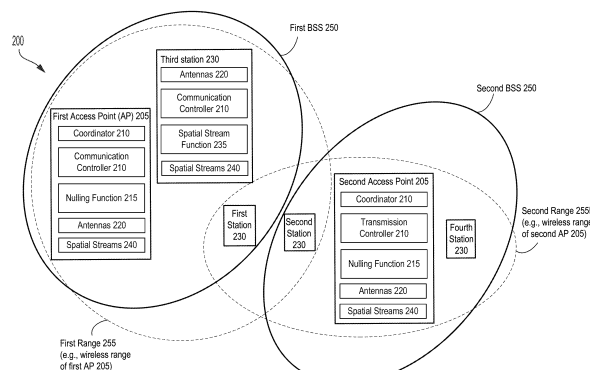 200
First BSS 250
Third station 230
Antennas 220
Communication
Controller 210
Spatial Stream
Function 235
Spatial Streams 240
First Access Point (AP) 205
Coordinator 210
Communication
Controller 210
Nulling Function 215
Antennas 220
Spatial Streams 240
First
Station
230
Second
Station
230
Second BSS 250
Second Access Point 205
Coordinator 210
Transmission
Controller 210
Nulling Function 215
Antennas 220
Spatial Streams 240
Fourth
Station
230
Second Range 255
(e.g., wireless range
of second AP 205)
First Range 255
(e.g., wireless range
of first AP 205)